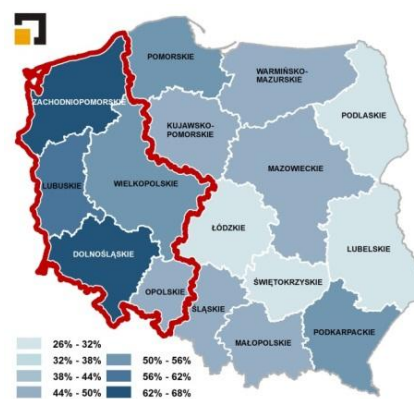 POMORSKIE
WARMIŃSKO-
MAZURSKIE
ZACHODNIOPOMORSKIE
PODLASKIE
KUJAWSKO-
POMORSKIE
MAZOWIECKIE
LUBUSKIE
WIELKOPOLSKIE
ŁÓDZKIE
LUBELSKIE
DOLNOŚLĄSKIE
ŚWIĘTOKRZYSKIE
OPOLSKIE
ŚLĄSKIE
PODKARPACKIE
MAŁOPOLSKIE
26% - 32%
32% - 38%
38% - 44%
44% - 50%
50% - 56%
56% - 62%
62% - 68%